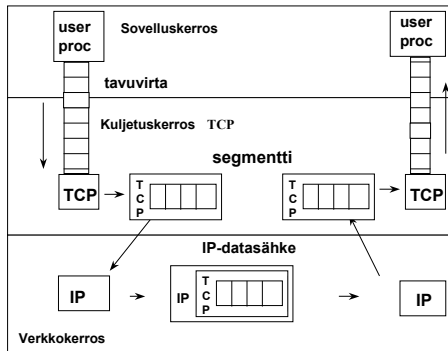 user
proc
Sovelluskerros
user
proc
tavuvirta
Kuljetuskerros TCP
segmentti
TCP
T
C
P
T
C
P
TCP
IP-datasähke
IP
IP
T
C
P
IP
Verkkokerros